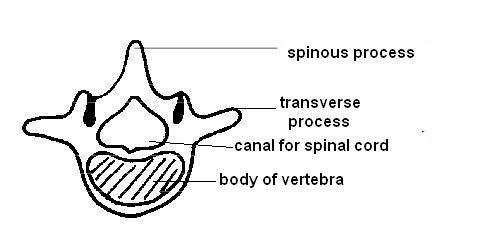 spinous process
transverse
process
canal for spinal cord
body of vertebra